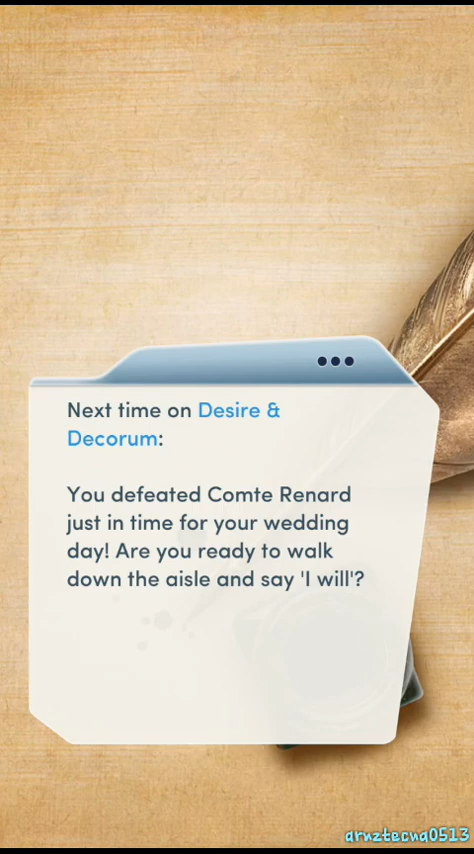 Next time on Desire &
Decorum:
You defeated Comte Renard
just in time for your wedding
day! Are you ready to walk
down the aisle and say 'I will'?
arnztecnq0513